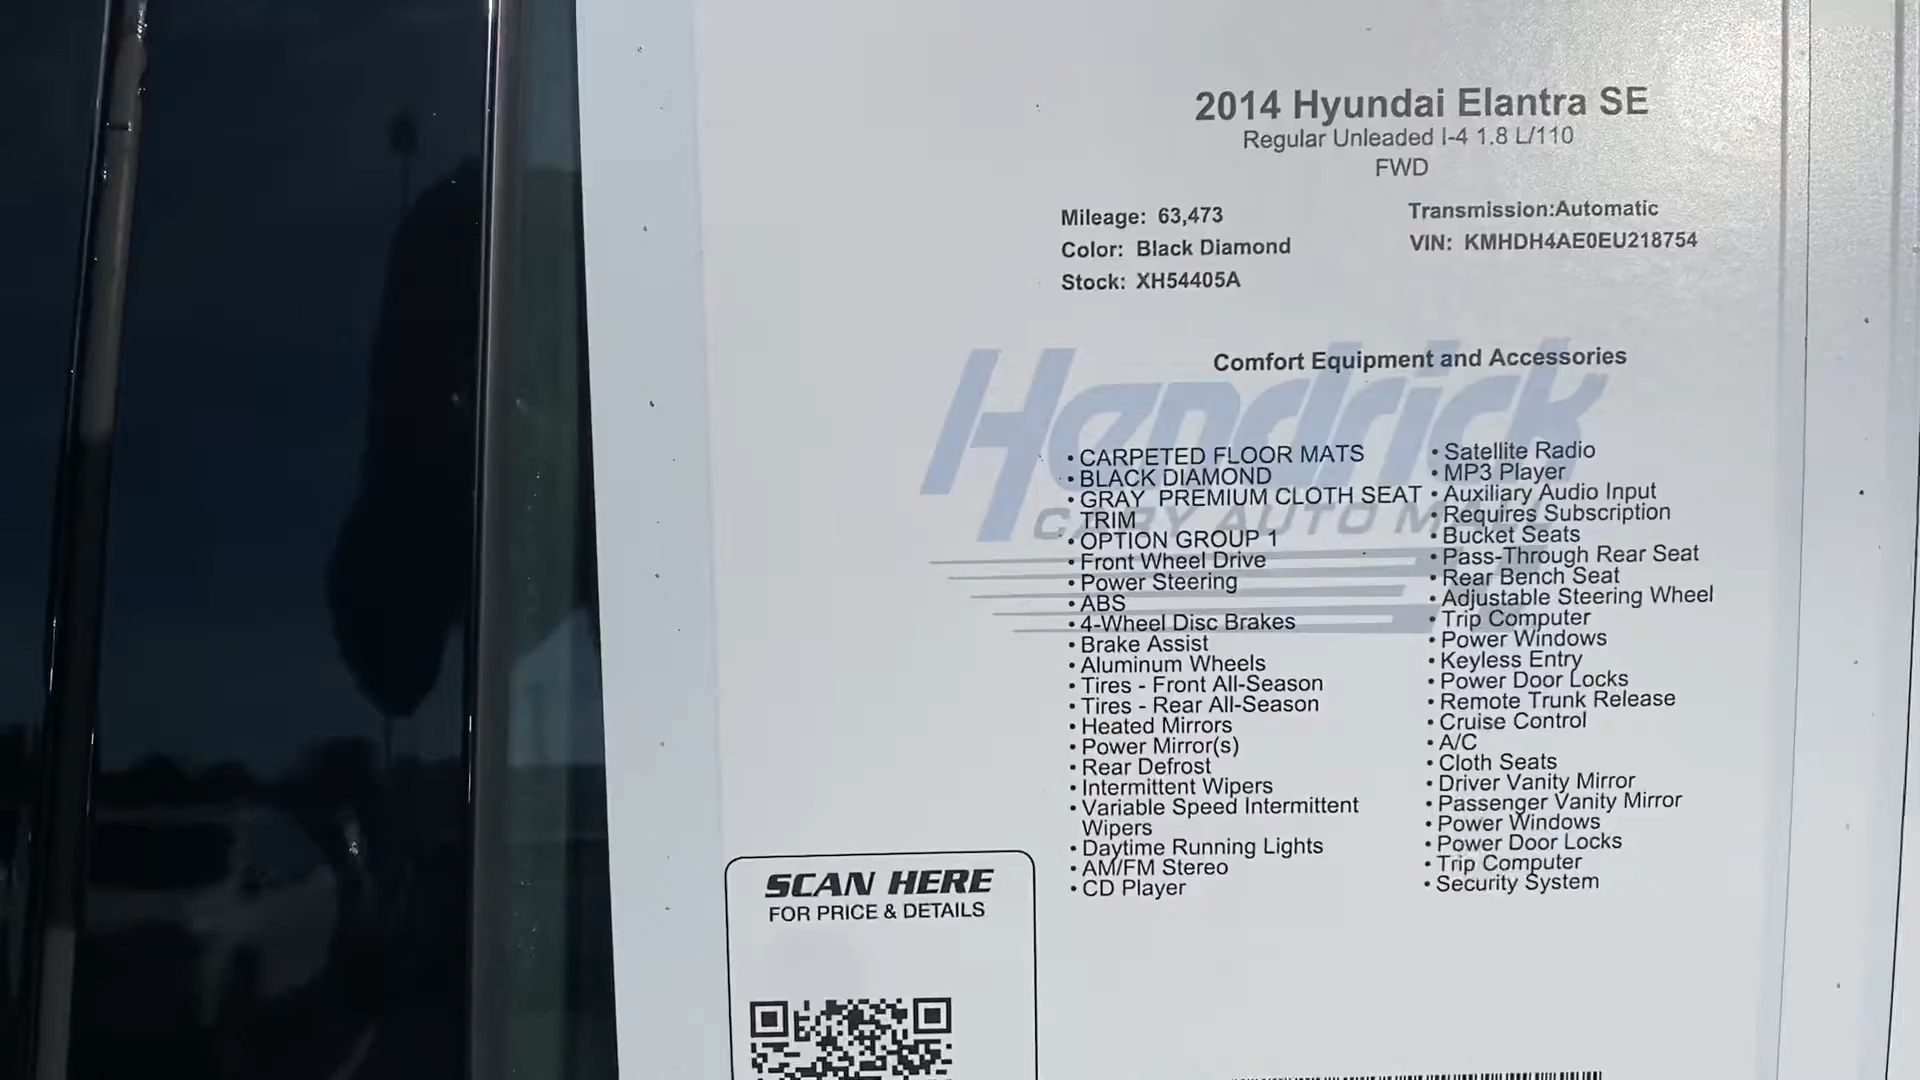 2014 Hyundai Elantra SE
Regular Unleaded I-4 1.8 L/110
FWD
Mileage: 63,473
Color: Black Diamond
Stock: XH54405A
Transmission:Automatic
VIN: KMHDH4AE0EU218754
Comfort Equipment and Accessories
Hendrick
CARY AUTO MALL
• CARPETED FLOOR MATS
• BLACK DIAMOND
• GRAY PREMIUM CLOTH SEAT
TRIM
• OPTION GROUP 1
• Front Wheel Drive
• Power Steering
• ABS
• 4-Wheel Disc Brakes
• Brake Assist
• Aluminum Wheels
• Tires - Front All-Season
• Tires - Rear All-Season
• Heated Mirrors
• Power Mirror(s)
• Rear Defrost
• Intermittent Wipers
• Variable Speed Intermittent
Wipers
• Daytime Running Lights
• AM/FM Stereo
• CD Player
• Satellite Radio
• MP3 Player
• Auxiliary Audio Input
• Requires Subscription
• Bucket Seats
• Pass-Through Rear Seat
• Rear Bench Seat
• Adjustable Steering Wheel
• Trip Computer
• Power Windows
• Keyless Entry
• Power Door Locks
• Remote Trunk Release
• Cruise Control
• A/C
• Cloth Seats
• Driver Vanity Mirror
• Passenger Vanity Mirror
• Power Windows
• Power Door Locks
• Trip Computer
• Security System
SCAN HERE
FOR PRICE & DETAILS